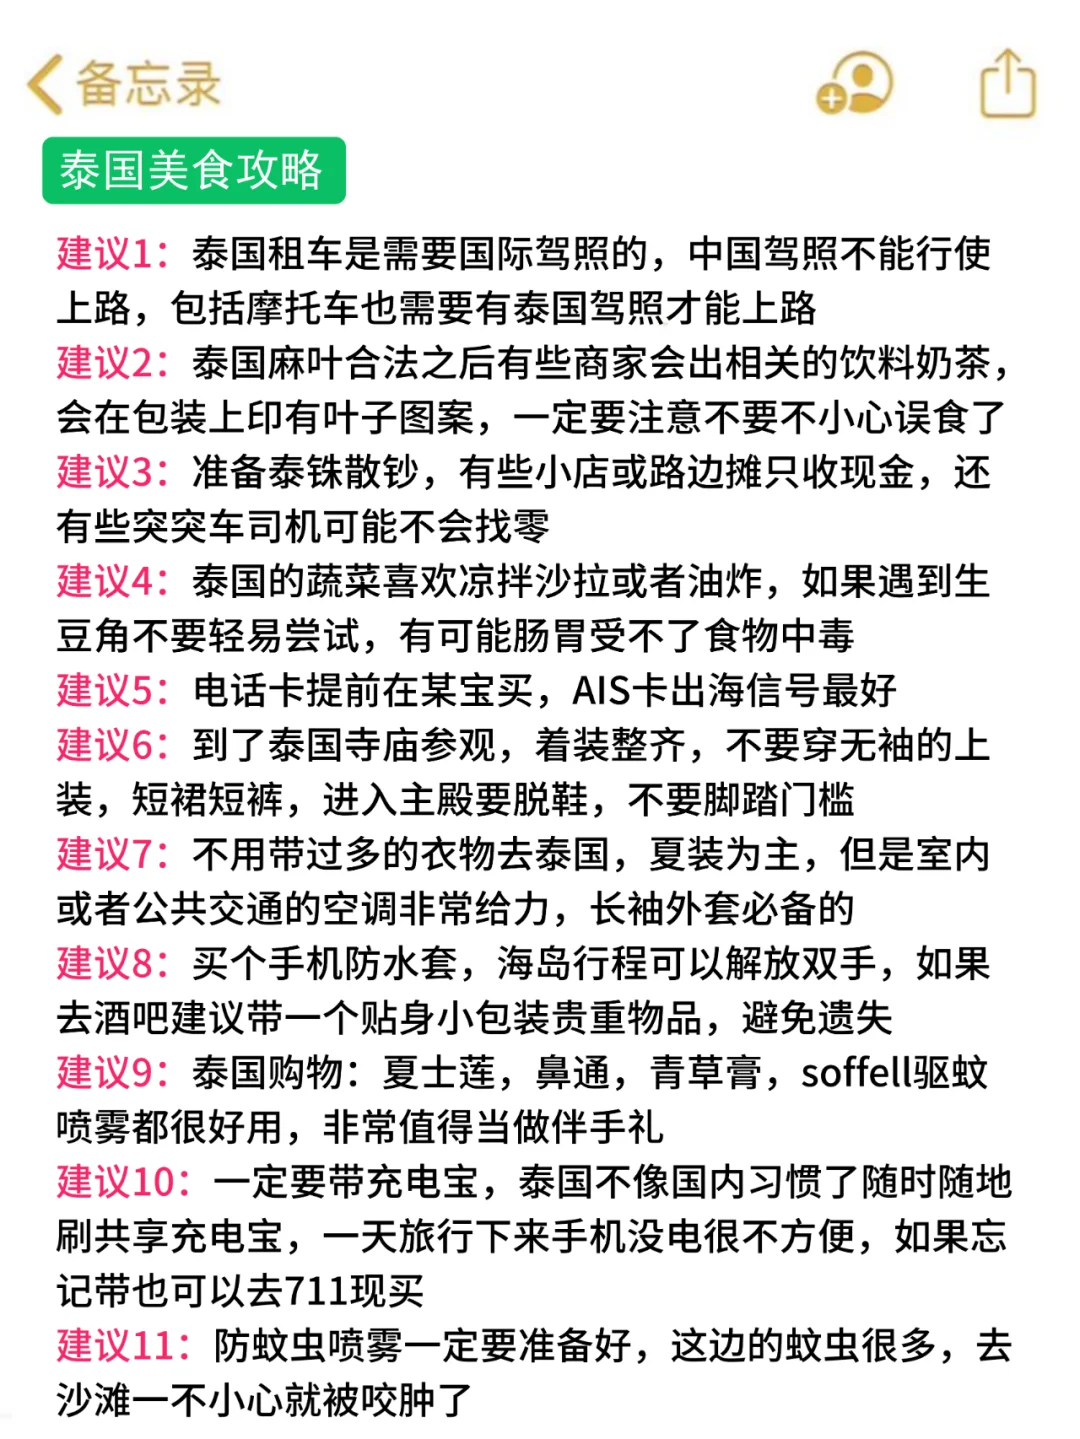 备忘录
泰国美食攻略
建议1：泰国租车是需要国际驾照的，中国驾照不能行使
上路，包括摩托车也需要有泰国驾照才能上路
建议2：泰国麻叶合法之后有些商家会出相关的饮料奶茶，
会在包装上印有叶子图案，一定要注意不要不小心误食了
建议3：准备泰铢散钞，有些小店或路边摊只收现金，还
有些突突车司机可能不会找零
建议4：泰国的蔬菜喜欢凉拌沙拉或者油炸，如果遇到生
豆角不要轻易尝试，有可能肠胃受不了食物中毒
建议5：电话卡提前在某宝买，AIS卡出海信号最好
建议6：到了泰国寺庙参观，着装整齐，不要穿无袖的上
装，短裙短裤，进入主殿要脱鞋，不要脚踏门槛
建议7：不用带过多的衣物去泰国，夏装为主，但是室内
或者公共交通的空调非常给力，长袖外套必备的
建议8：买个手机防水套，海岛行程可以解放双手，如果
去酒吧建议带一个贴身小包装贵重物品，避免遗失
建议9：泰国购物：夏士莲，鼻通，青草膏，soffell驱蚊
喷雾都很好用，非常值得当做伴手礼
建议10：一定要带充电宝，泰国不像国内习惯了随时随地
刷共享充电宝，一天旅行下来手机没电很不方便，如果忘
记带也可以去711现买
建议11：防蚊虫喷雾一定要准备好，这边的蚊虫很多，去
沙滩一不小心就被咬肿了